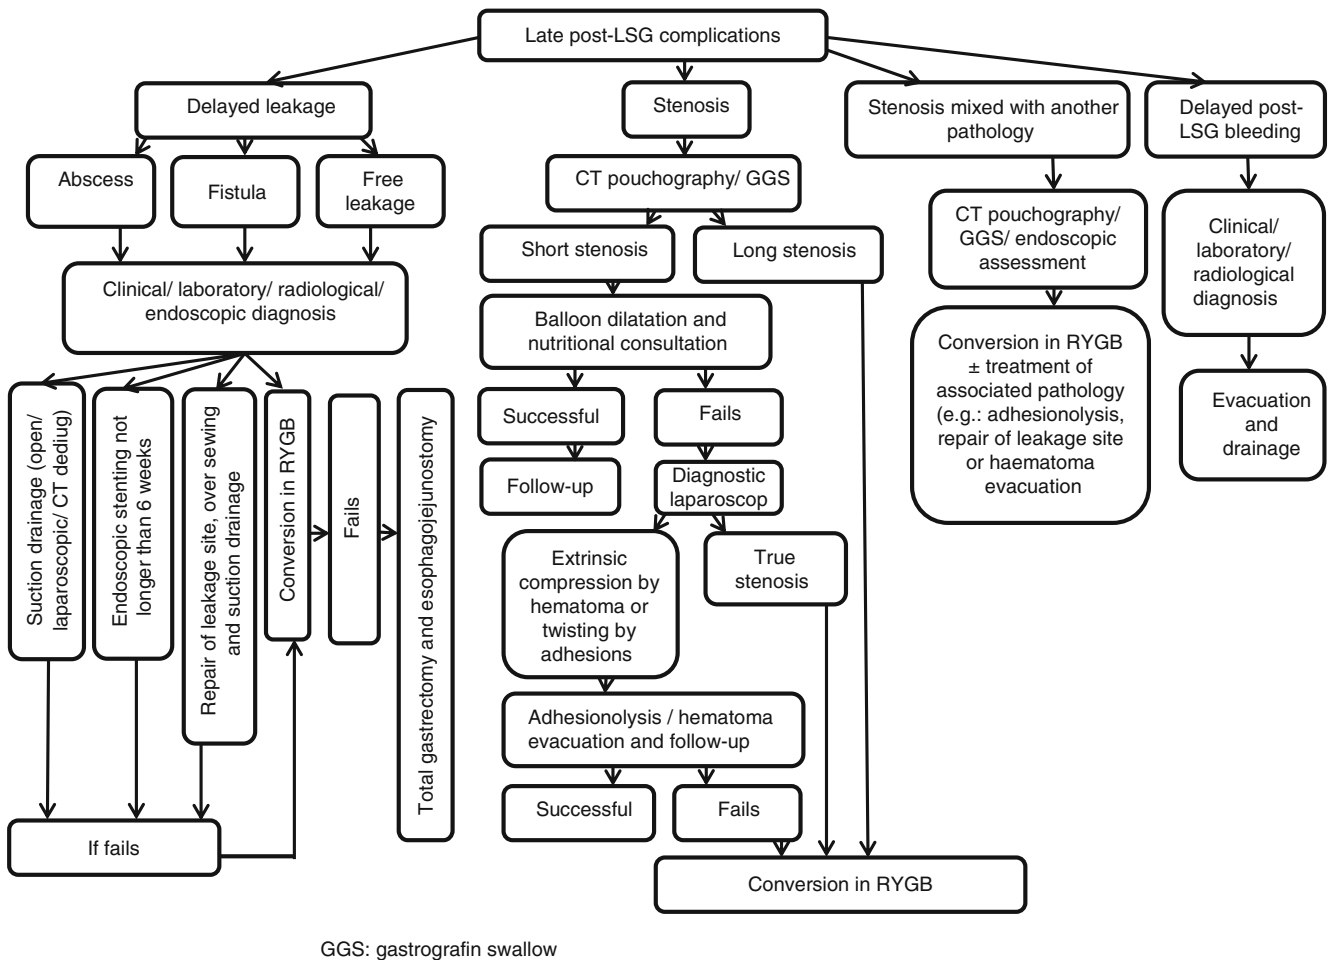 Late post-LSG complications
Delayed leakage
Stenosis
Stenosis mixed with another
pathology
Delayed post-
LSG bleeding
Abscess
Fistula
Free
leakage
CT pouchography/ GGS
CT pouchography/
GGS/ endoscopic
assessment
Clinical/
laboratory/
radiological
diagnosis
Short stenosis
Long stenosis
Clinical/ laboratory/ radiological/
endoscopic diagnosis
Balloon dilatation and
nutritional consultation
Conversion in RYGB
± treatment of
associated pathology
(e.g.: adhesionolysis,
repair of leakage site
or haematoma
evacuation
Evacuation
and
drainage
Suction drainage (open/
laparoscopic/ CT dediug)
Endoscopic stenting not
longer than 6 weeks
Repair of leakage site, over sewing
and suction drainage
Conversion in RYGB
Fails
Total gastrectomy and esophagojejunostomy
Successful
Fails
Follow-up
Diagnostic
laparoscop
Extrinsic
compression by
hematoma or
twisting by
adhesions
True
stenosis
Adhesionolysis / hematoma
evacuation and follow-up
Successful
Fails
If fails
Conversion in RYGB
GGS: gastrografin swallow